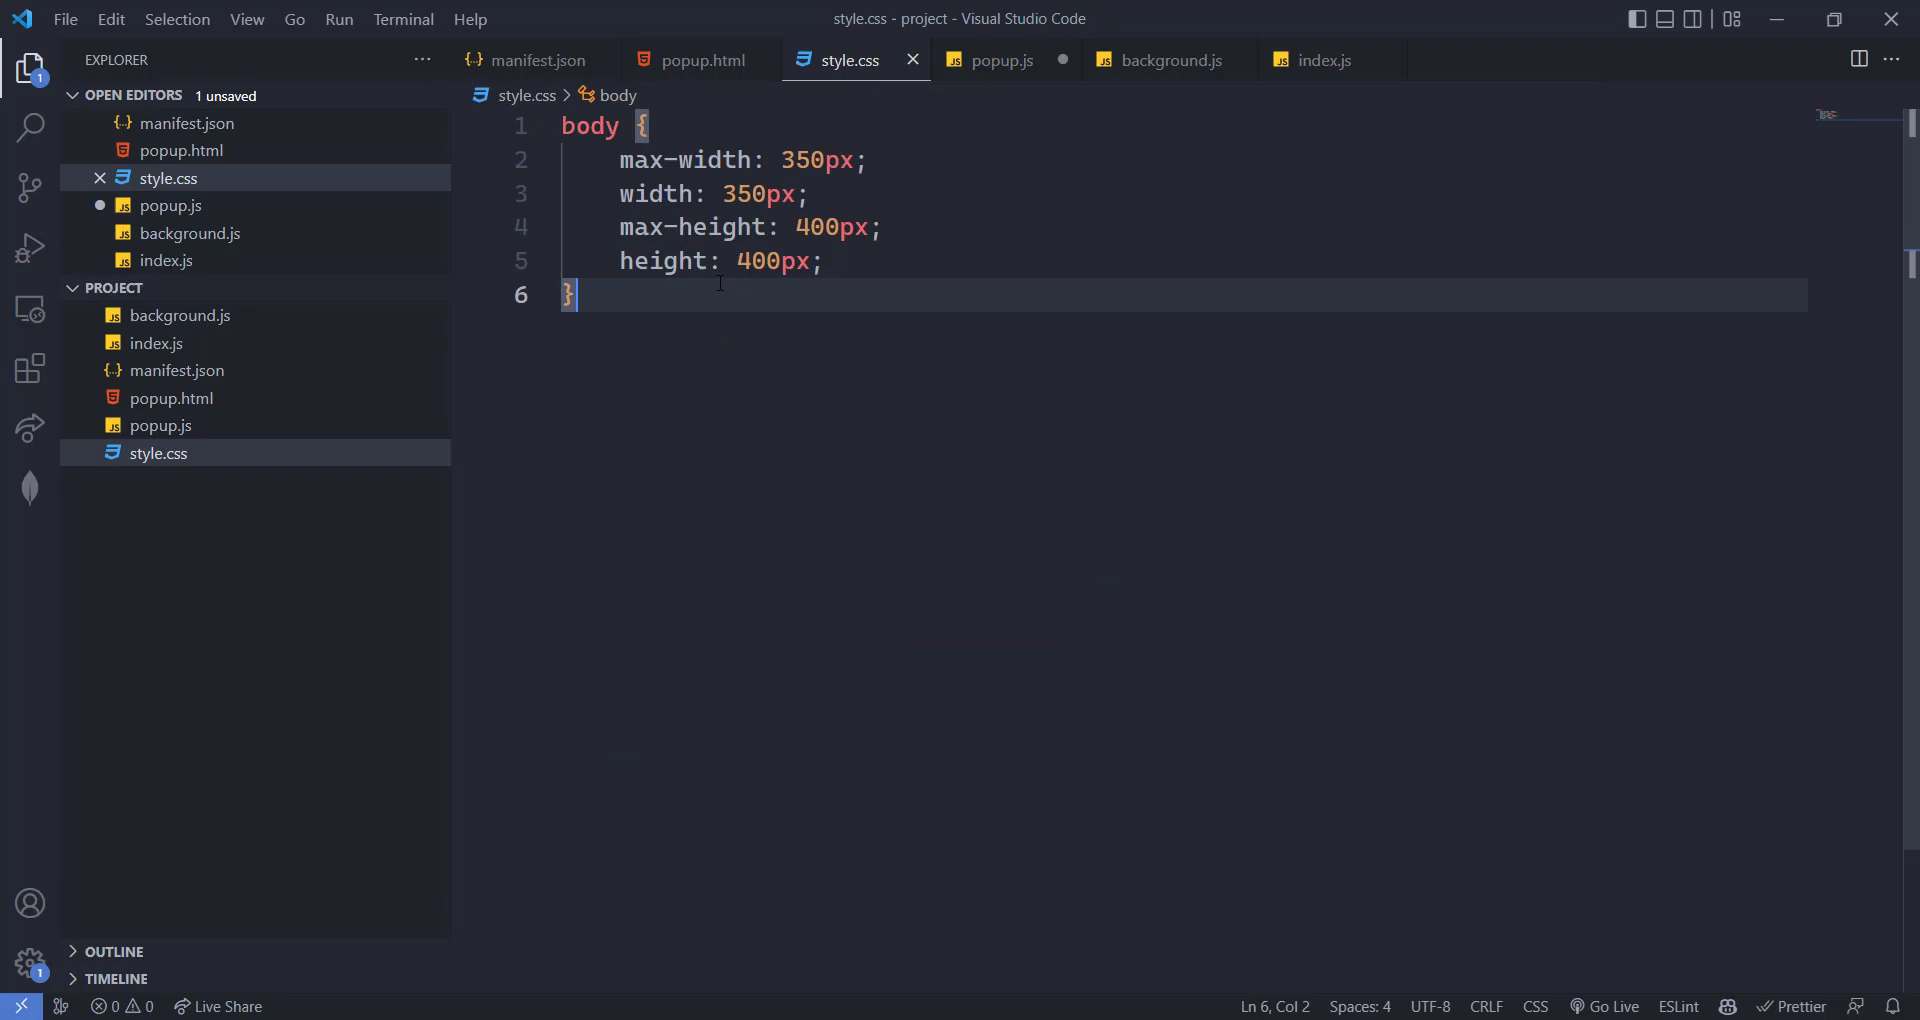 File Edit Selection View Go Run Terminal Help
style.css - project - Visual Studio Code
EXPLORER
manifest.json popup.html style.css popup.js background.js index.js
OPEN EDITORS 1 unsaved
manifest.json
popup.html
style.css
popup.js
background.js
index.js
PROJECT
background.js
index.js
manifest.json
popup.html
popup.js
style.css
OUTLINE
TIMELINE
style.css > body
1 body {
2 max-width: 350px;
3 width: 350px;
4 max-height: 400px;
5 height: 400px;
6 }
1
1
0 0 Live Share
Ln 6, Col 2 Spaces: 4 UTF-8 CRLF CSS Go Live ESLint Prettier